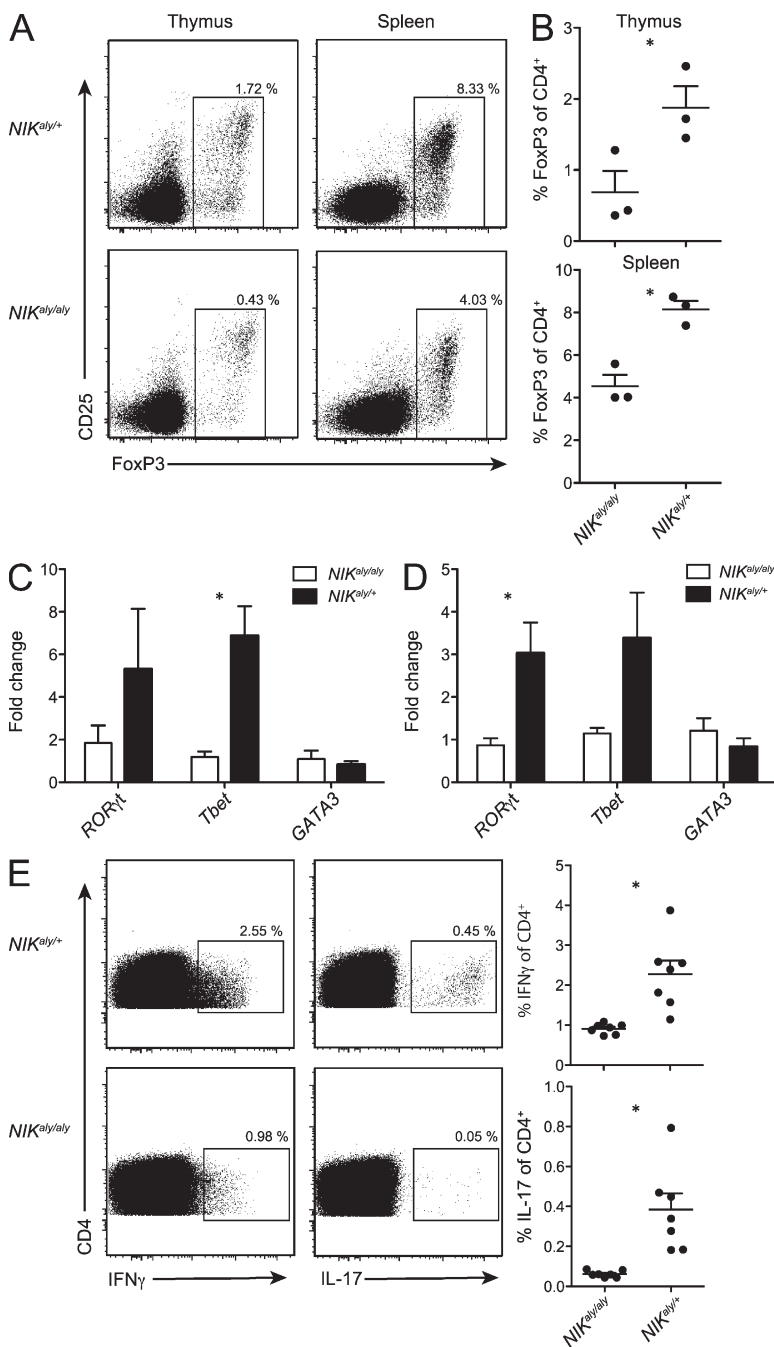 A
Thymus
Spleen
NIKaly/+
1.72 %
8.33 %
NIKaly/aly
0.43 %
4.03 %
CD25
FoxP3
B
Thymus
*
% FoxP3 of CD4+
3
2
1
0
Spleen
*
% FoxP3 of CD4+
10
8
6
4
2
0
NIKaly/aly
NIKaly/+
C
NIKaly/aly
NIKaly/+
*
Fold change
10
8
6
4
2
0
RORγt
Tbet
GATA3
D
NIKaly/aly
NIKaly/+
*
Fold change
5
4
3
2
1
0
RORγt
Tbet
GATA3
E
NIKaly/+
2.55 %
0.45 %
NIKaly/aly
0.98 %
0.05 %
CD4
IFNγ
IL-17
*
% IFNγ of CD4+
5
4
3
2
1
0
*
% IL-17 of CD4+
1.0
0.8
0.6
0.4
0.2
0.0
NIKaly/aly
NIKaly/+